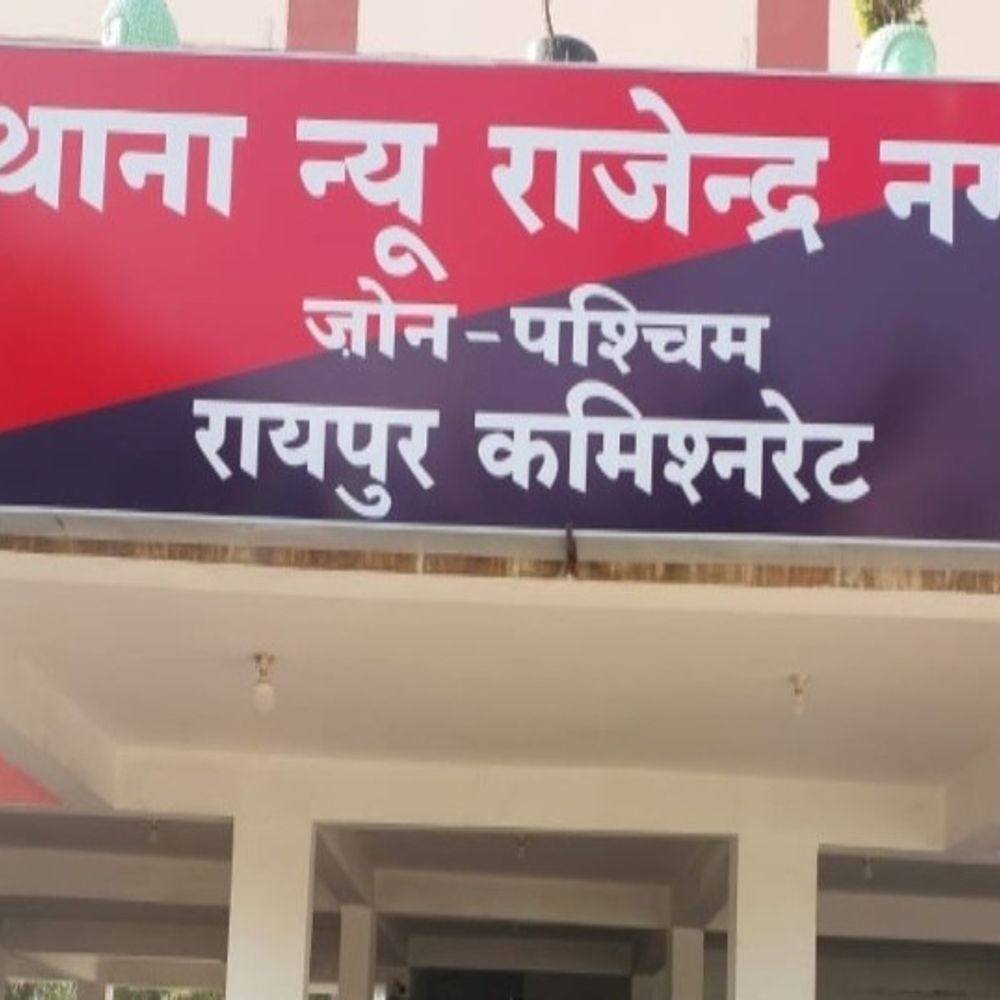 थाना न्यू राजेन्द्र
ज़ोन-पश्चिम
रायपुर कमिश्नरेट